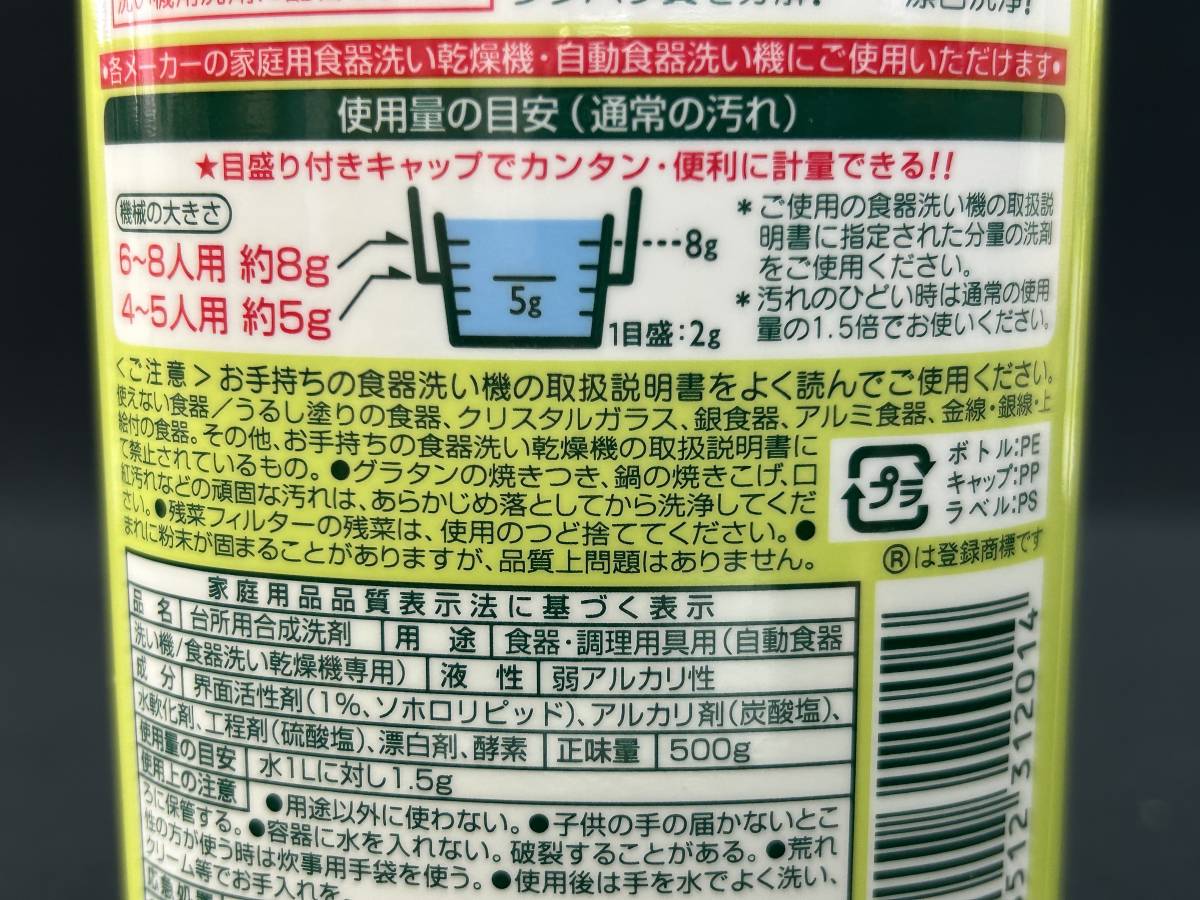 •各メーカーの家庭用食器洗い乾燥機・自動食器洗い機にご使用いただけます•
使用量の目安(通常の汚れ)
★目盛り付きキャップでカンタン・便利に計量できる!!
機械の大きさ
6~8人用 約8g
4~5人用 約5g
8g
5g
1目盛:2g
*ご使用の食器洗い機の取扱説
明書に指定された分量の洗剤
をご使用ください。
*汚れのひどい時は通常の使用
量の1.5倍でお使いください。
<ご注意>お手持ちの食器洗い機の取扱説明書をよく読んでご使用ください。
使えない食器/うるし塗りの食器、クリスタルガラス、銀食器、アルミ食器、金線・銀線・上
絵付の食器。その他、お手持ちの食器洗い乾燥機の取扱説明書に
て禁止されているもの。●グラタンの焼きつき、鍋の焼きこげ、口
紅汚れなどの頑固な汚れは、あらかじめ落としてから洗浄してくだ
さい。●残菜フィルターの残菜は、使用のつど捨ててください。●
まれに粉末が固まることがありますが、品質上問題はありません。
プラ
ボトル:PE
キャップ:PP
ラベル:PS
®は登録商標です
家庭用品品質表示法に基づく表示
品名 台所用合成洗剤 用途 食器・調理用具用(自動食器
洗い機/食器洗い乾燥機専用) 液性 弱アルカリ性
成分 界面活性剤(1%、ソホロリピッド)、アルカリ剤(炭酸塩)、
水軟化剤、工程剤(硫酸塩)、漂白剤、酵素 正味量 500g
使用量の目安 水1Lに対し1.5g
使用上の注意 ●用途以外に使わない。●子供の手の届かないとこ
ろに保管する。●容器に水を入れない。破裂することがある。●荒れ
性の方が使う時は炊事用手袋を使う。●使用後は手を水でよく洗い、
クリーム等でお手入れを。
応急処置
512312014